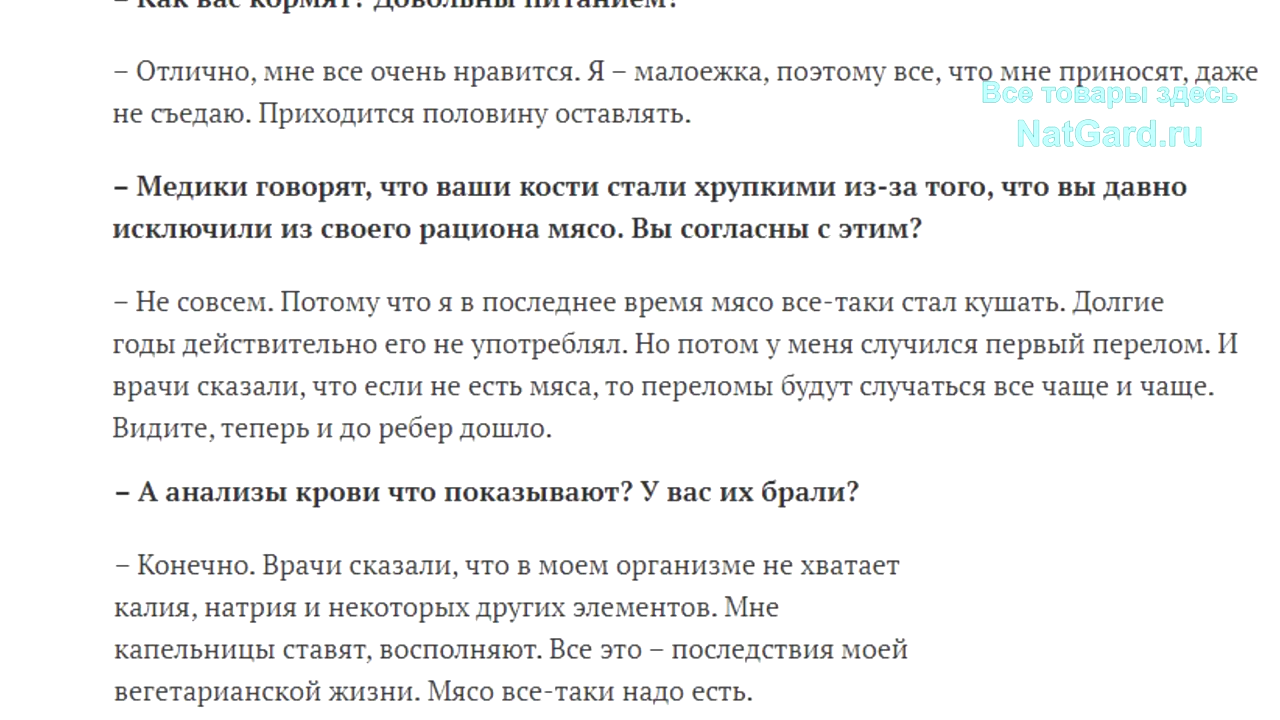 – Как вас кормят? Довольны питанием?
– Отлично, мне все очень нравится. Я – малоежка, поэтому все, что мне приносят, даже
не съедаю. Приходится половину оставлять.
Все товары здесь
NatGard.ru
– Медики говорят, что ваши кости стали хрупкими из-за того, что вы давно
исключили из своего рациона мясо. Вы согласны с этим?
– Не совсем. Потому что я в последнее время мясо все-таки стал кушать. Долгие
годы действительно его не употреблял. Но потом у меня случился первый перелом. И
врачи сказали, что если не есть мяса, то переломы будут случаться все чаще и чаще.
Видите, теперь и до ребер дошло.
– А анализы крови что показывают? У вас их брали?
– Конечно. Врачи сказали, что в моем организме не хватает
калия, натрия и некоторых других элементов. Мне
капельницы ставят, восполняют. Все это – последствия моей
вегетарианской жизни. Мясо все-таки надо есть.